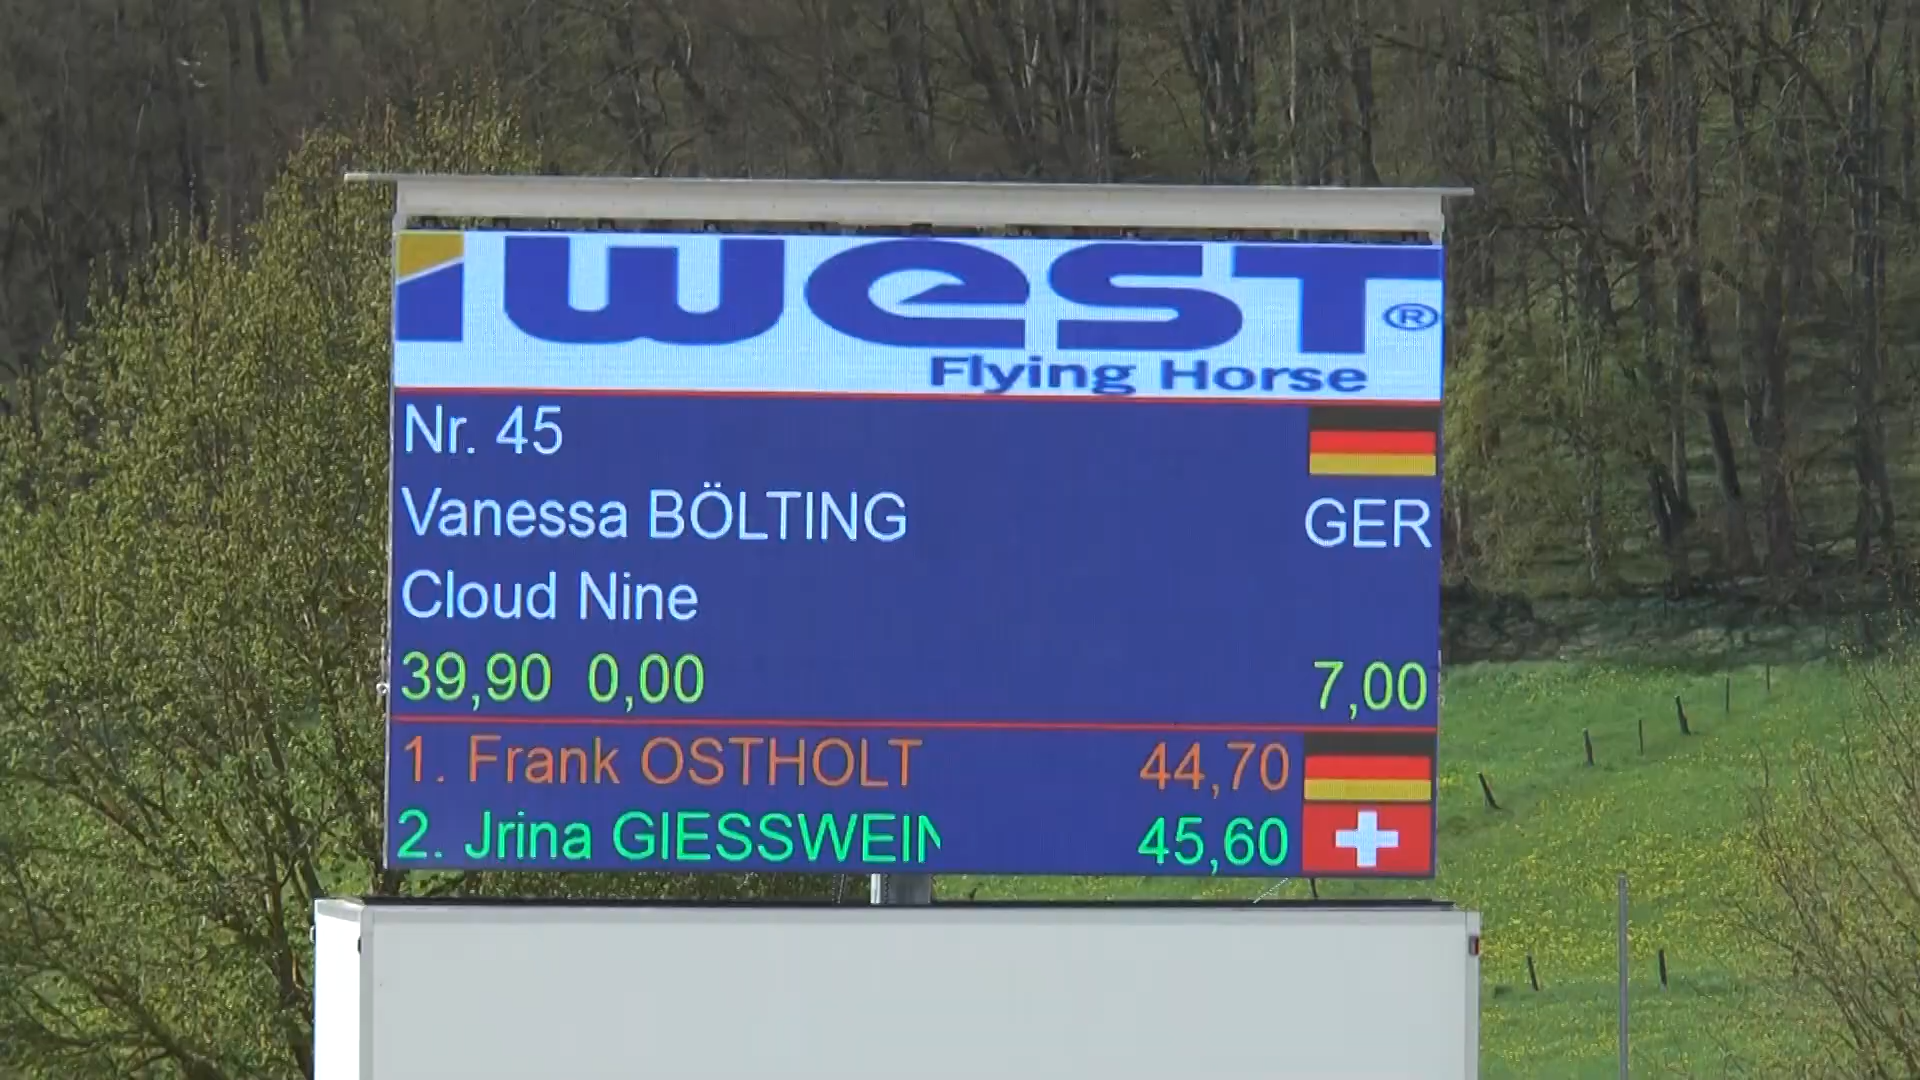 west®
Flying Horse
Nr. 45
Vanessa BÖLTING GER
Cloud Nine
39,90 0,00 7,00
1. Frank OSTHOLT 44,70
2. Jrina GIESSWEIN 45,60